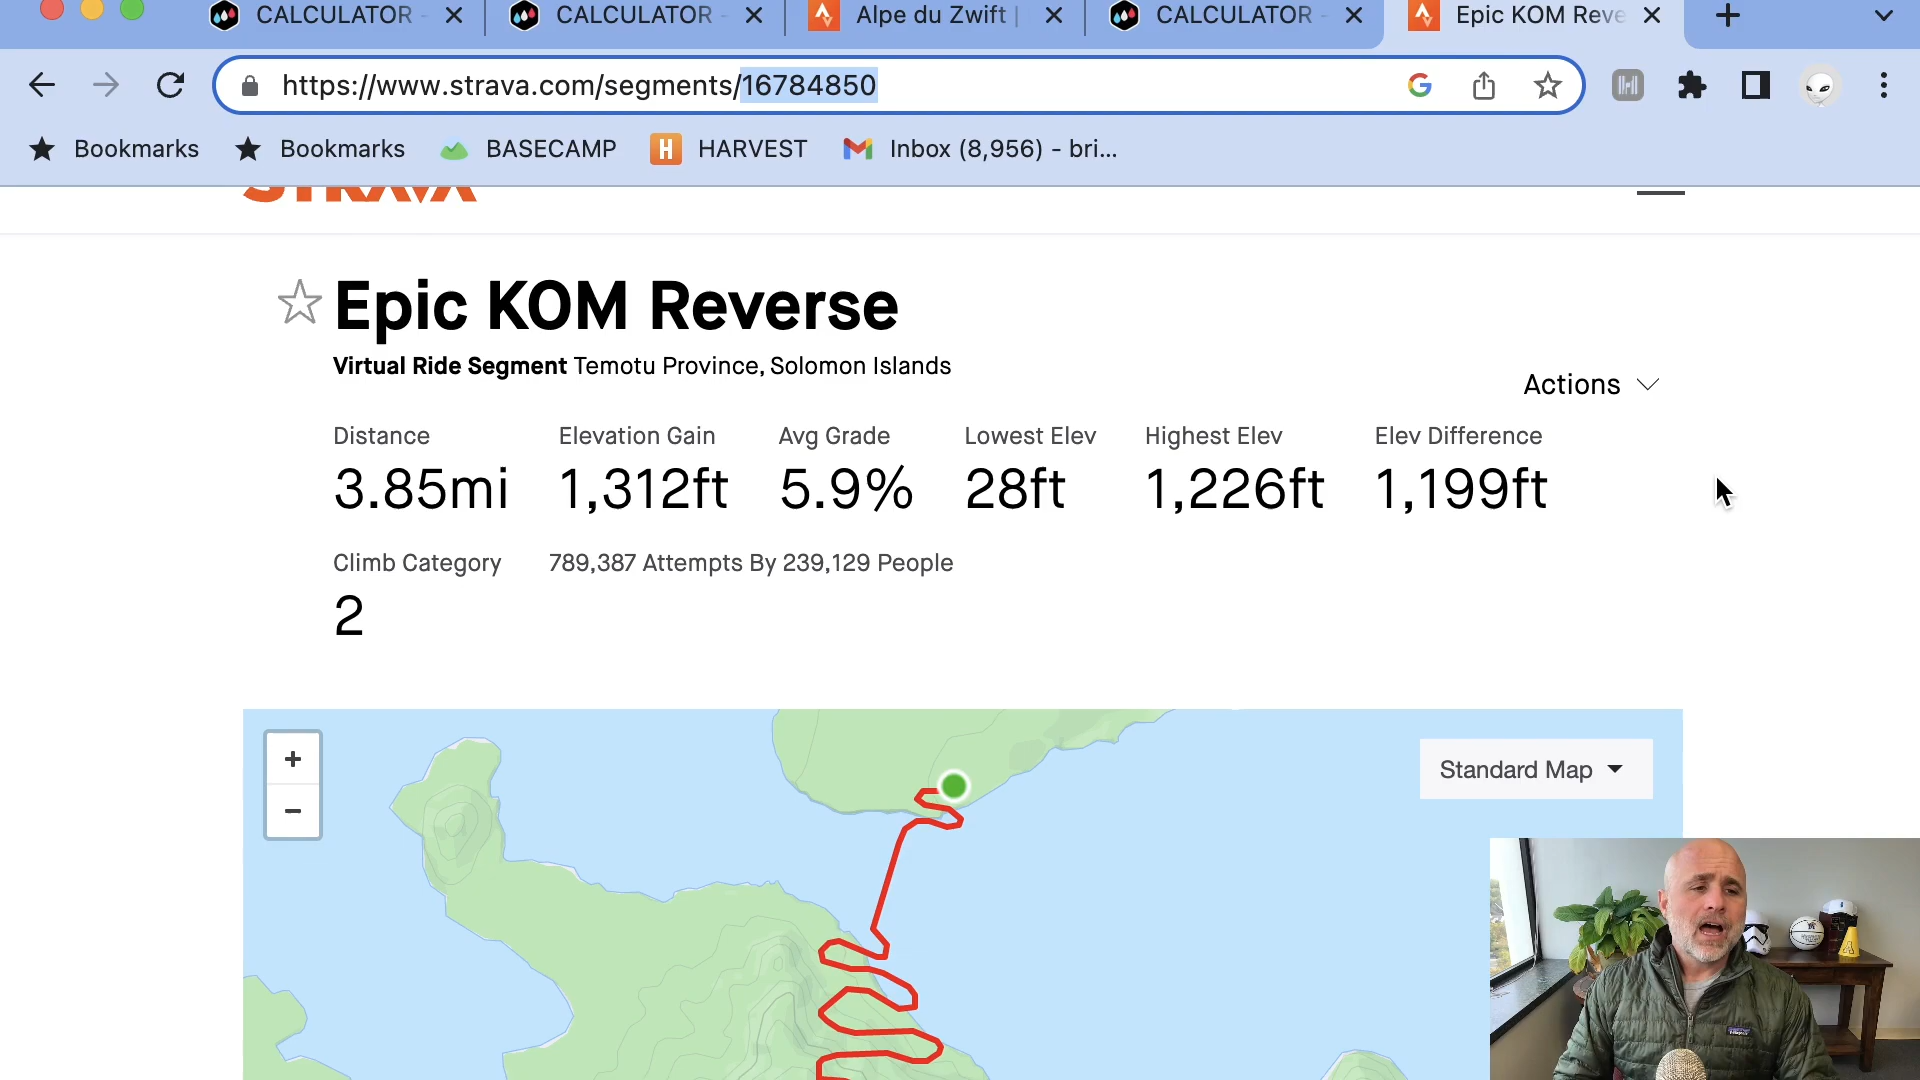 CALCULATOR -
CALCULATOR -
Alpe du Zwift |
CALCULATOR -
Epic KOM Reve
https://www.strava.com/segments/16784850
Bookmarks
Bookmarks
BASECAMP
H HARVEST
Inbox (8,956) - bri...
STRAVA
Epic KOM Reverse
Virtual Ride Segment Temotu Province, Solomon Islands
Actions
Distance
3.85mi
Elevation Gain
1,312ft
Avg Grade
5.9%
Lowest Elev
28ft
Highest Elev
1,226ft
Elev Difference
1,199ft
Climb Category
2
789,387 Attempts By 239,129 People
+
−
Standard Map